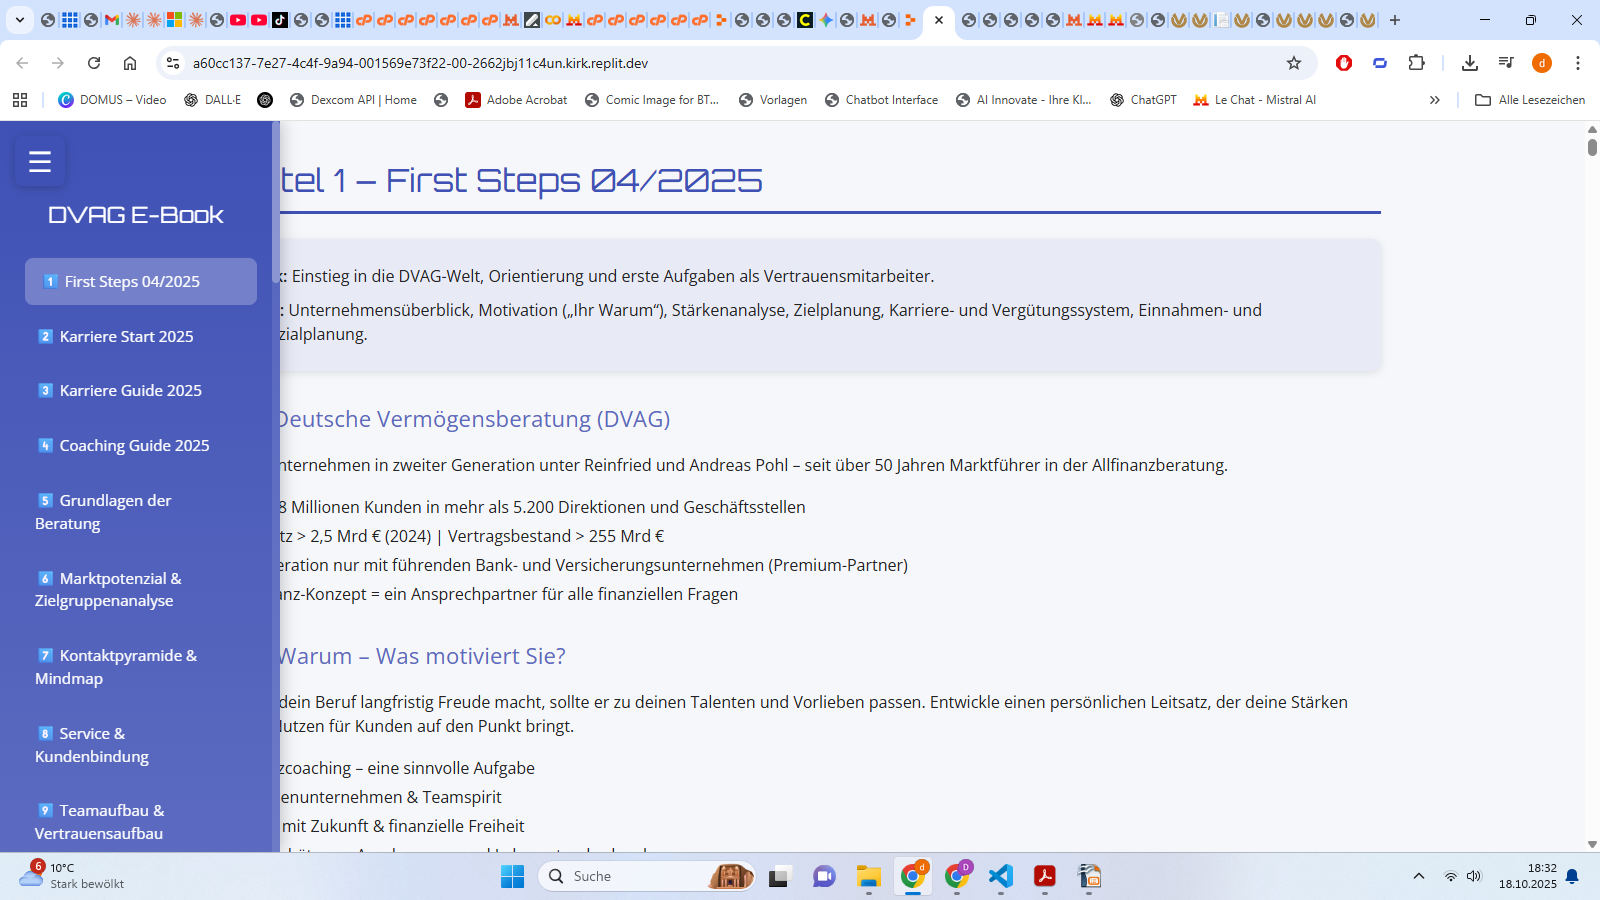 a60cc137-7e27-4c4f-9a94-001569e73f22-00-2662jbj11c4un.kirk.replit.dev
DOMUS – Video
DALL·E
Dexcom API | Home
Adobe Acrobat
Comic Image for BT...
Vorlagen
Chatbot Interface
AI Innovate - Ihre KI...
ChatGPT
Le Chat - Mistral AI
Alle Lesezeichen
DVAG E-Book
1 First Steps 04/2025
2 Karriere Start 2025
3 Karriere Guide 2025
4 Coaching Guide 2025
5 Grundlagen der
Beratung
6 Marktpotenzial &
Zielgruppenanalyse
7 Kontaktpyramide &
Mindmap
8 Service &
Kundenbindung
9 Teamaufbau &
Vertrauensaufbau
tel 1 – First Steps 04/2025
k: Einstieg in die DVAG-Welt, Orientierung und erste Aufgaben als Vertrauensmitarbeiter.
: Unternehmensüberblick, Motivation („Ihr Warum“), Stärkenanalyse, Zielplanung, Karriere- und Vergütungssystem, Einnahmen- und
zialplanung.
Deutsche Vermögensberatung (DVAG)
nternehmen in zweiter Generation unter Reinfried und Andreas Pohl – seit über 50 Jahren Marktführer in der Allfinanzberatung.
8 Millionen Kunden in mehr als 5.200 Direktionen und Geschäftsstellen
tz > 2,5 Mrd € (2024) | Vertragsbestand > 255 Mrd €
eration nur mit führenden Bank- und Versicherungsunternehmen (Premium-Partner)
anz-Konzept = ein Ansprechpartner für alle finanziellen Fragen
Warum – Was motiviert Sie?
dein Beruf langfristig Freude macht, sollte er zu deinen Talenten und Vorlieben passen. Entwickle einen persönlichen Leitsatz, der deine Stärken
Nutzen für Kunden auf den Punkt bringt.
zcoaching – eine sinnvolle Aufgabe
enunternehmen & Teamspirit
mit Zukunft & finanzielle Freiheit
6
10°C
Stark bewölkt
Suche
18:32
18.10.2025